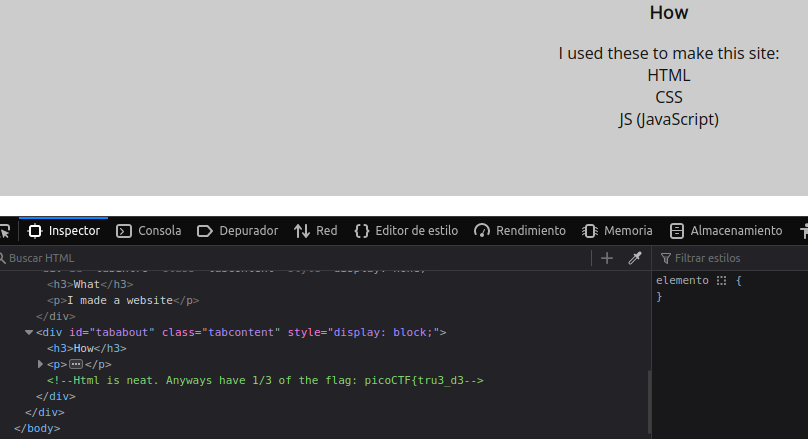 How
I used these to make this site:
HTML
CSS
JS (JavaScript)
Inspector Consola Depurador Red Editor de estilo Rendimiento Memoria Almacenamiento
Buscar HTML
Filtrar estilos
<h3>What</h3>
<p>I made a website</p>
</div>
<div id="tababout" class="tabcontent" style="display: block;">
<h3>How</h3>
<p>⋯</p>
<!--Html is neat. Anyways have 1/3 of the flag: picoCTF{tru3_d3-->
</div>
</div>
</body>
elemento {
}